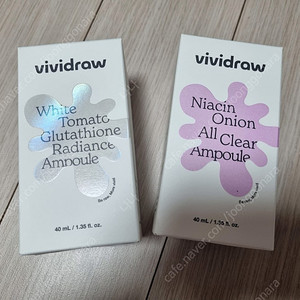 vividraw
White
Tomato
Glutathione
Radiance
Ampoule
40 mL / 1.35 fl. oz.
vividraw
Niacin
Onion
All Clear
Ampoule
40 mL / 1.35 fl. oz.